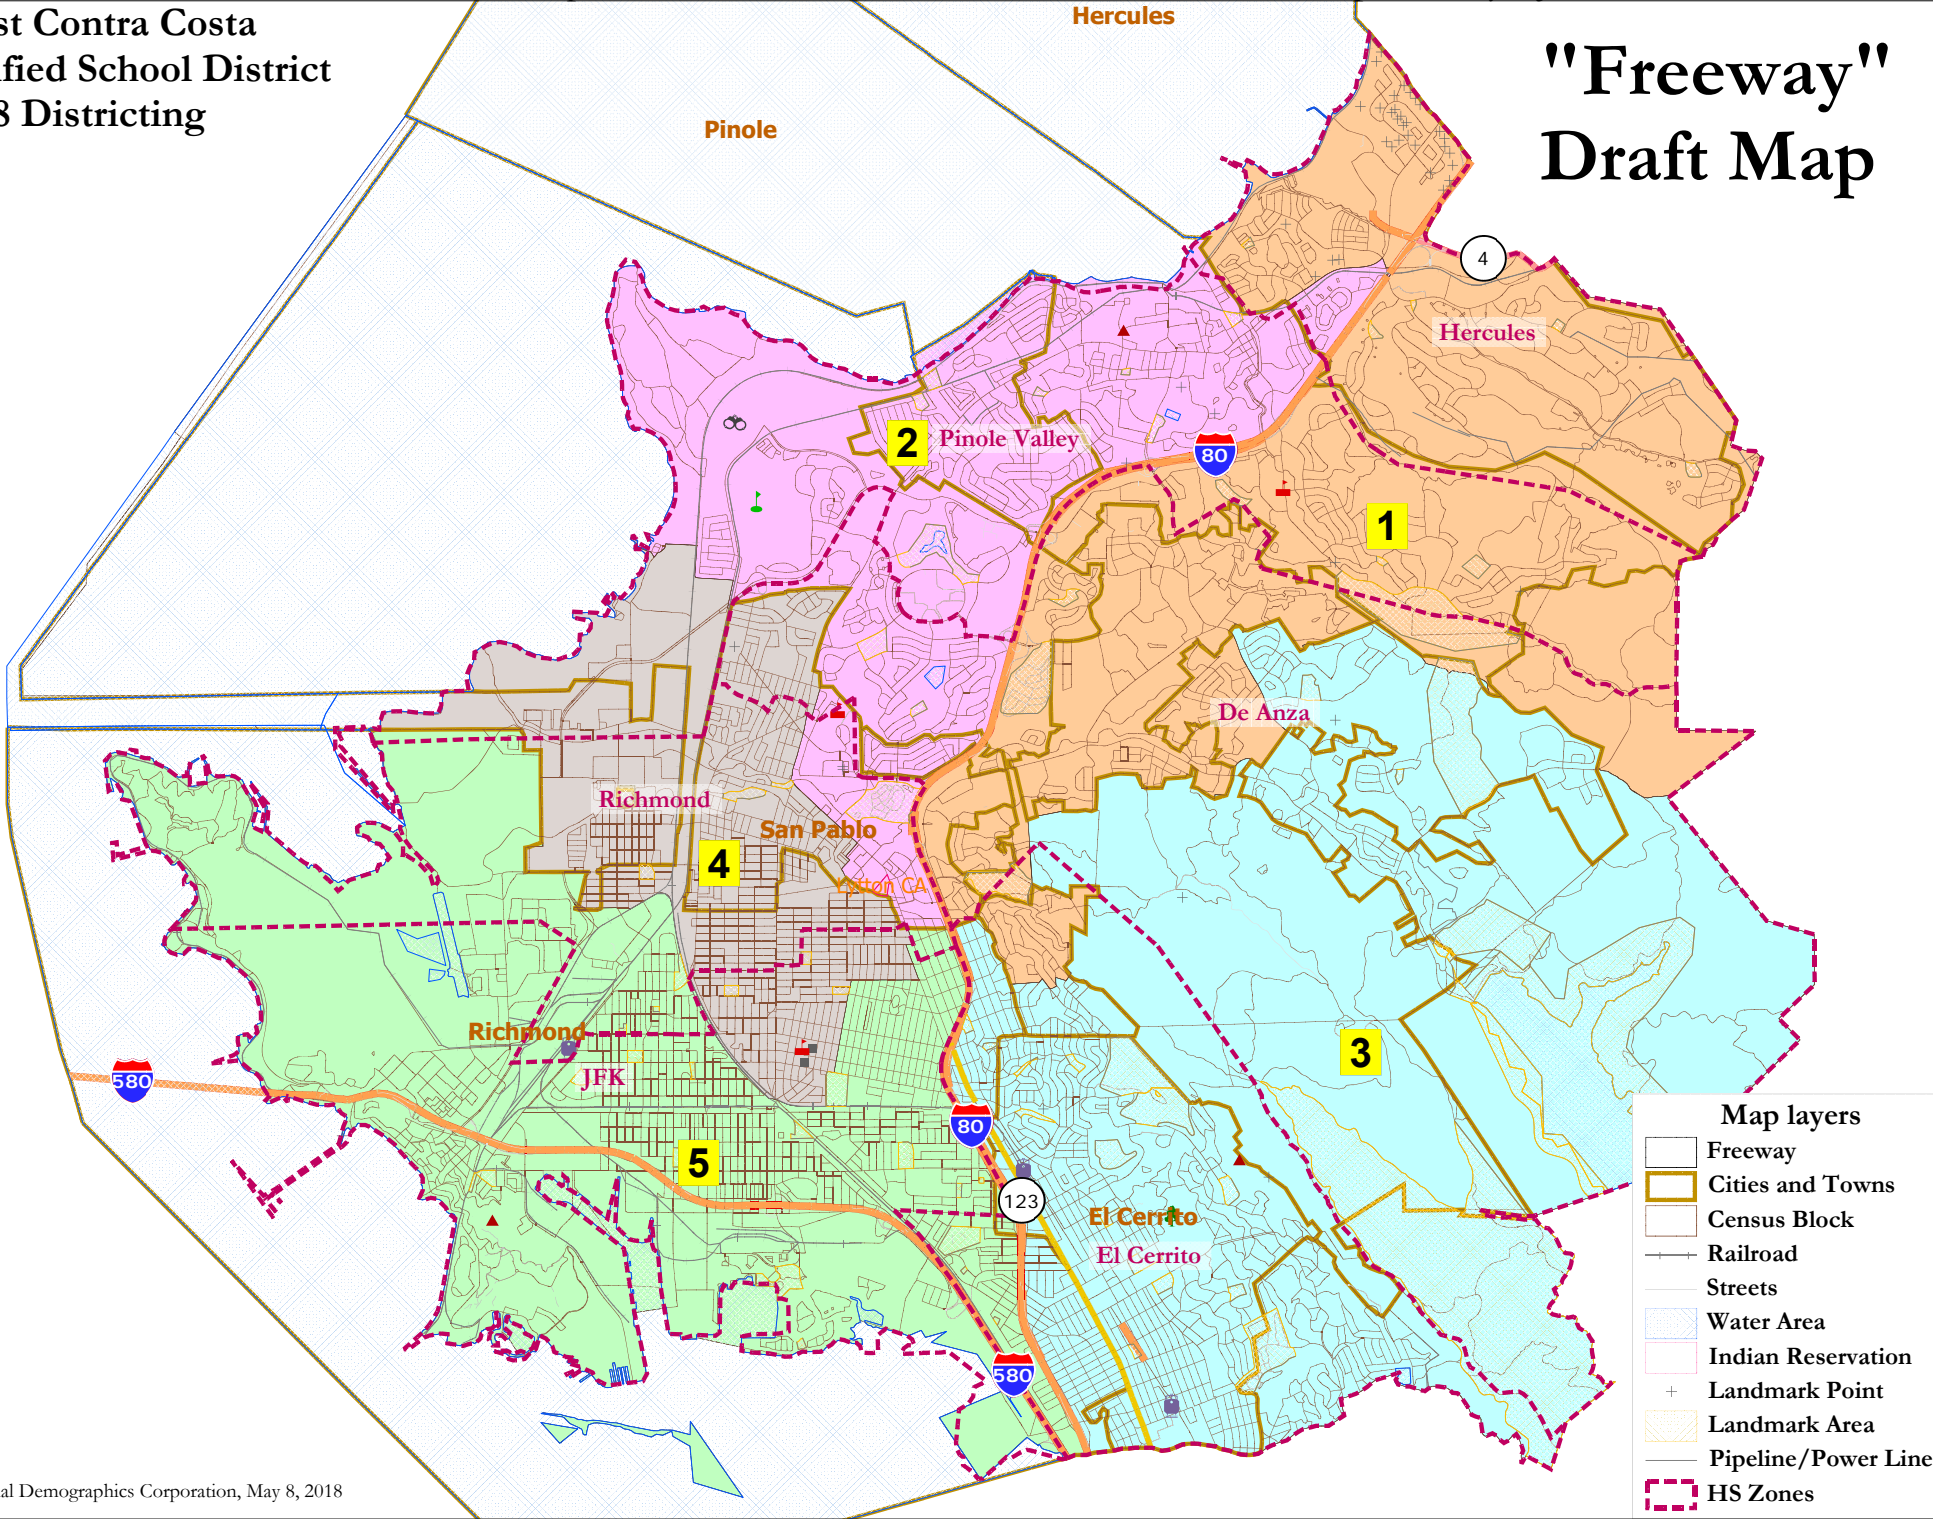 st Contra Costa
ified School District
8 Districting
"Freeway"
Draft Map
Hercules
Pinole
4
Hercules
2
Pinole Valley
80
1
De Anza
Richmond
San Pablo
4
Lytton CA
Richmond
JFK
580
3
80
5
123
El Cerrito
El Cerrito
580
Map layers
Freeway
Cities and Towns
Census Block
Railroad
Streets
Water Area
Indian Reservation
Landmark Point
Landmark Area
Pipeline/Power Line
HS Zones
al Demographics Corporation, May 8, 2018